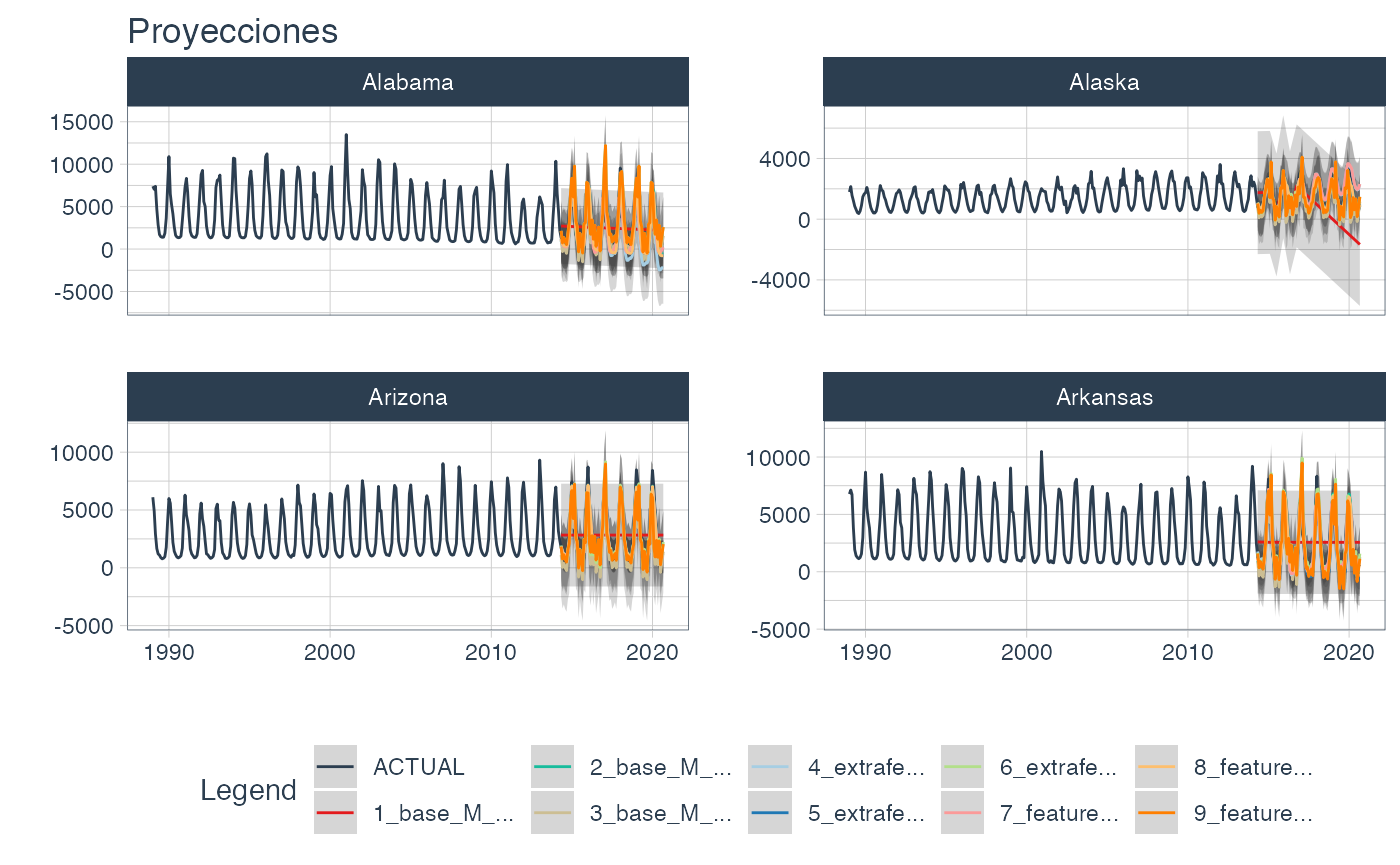 Proyecciones
Alabama
Alaska
15000
10000
5000
0
-5000
4000
0
-4000
Arizona
Arkansas
10000
5000
0
-5000
10000
5000
0
-5000
1990 2000 2010 2020
1990 2000 2010 2020
Legend
ACTUAL 2_base_M_... 4_extrafe... 6_extrafe... 8_feature...
1_base_M_... 3_base_M_... 5_extrafe... 7_feature... 9_feature...